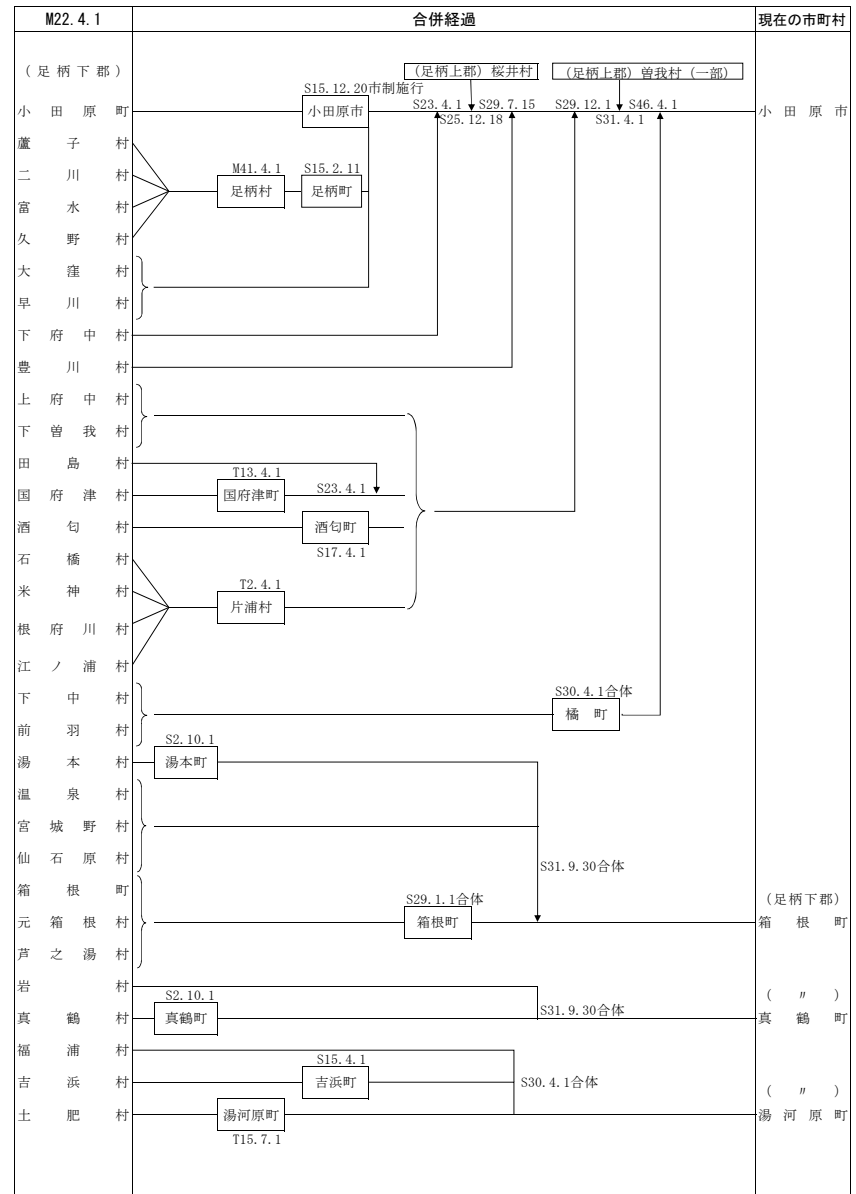 M22.4.1 合併経過 現在の市町村
(足柄下郡) (足柄上郡) 桜井村 (足柄上郡) 曽我村 (一部)
S15.12.20市制施行
小田原町 小田原市 S23.4.1 S29.7.15 S29.12.1 S46.4.1 小田原市
S25.12.18 S31.4.1
蘆子村
M41.4.1 S15.2.11
二川村 足柄村 足柄町
富水村
久野村
大窪村
早川村
下府中村
豊川村
上府中村
下曽我村
田島村
T13.4.1
国府津村 国府津町 S23.4.1
酒匂村 酒匂町
S17.4.1
石橋村
T2.4.1
米神村 片浦村
根府川村
江ノ浦村
下中村 S30.4.1合体
橘町
前羽村
S2.10.1
湯本村 湯本町
温泉村
宮城野村
仙石原村 S31.9.30合体
箱根町 S29.1.1合体 (足柄下郡)
元箱根村 箱根町 箱根町
芦之湯村
岩村
S2.10.1 S31.9.30合体 (〃)
真鶴村 真鶴町 真鶴町
福浦村
S15.4.1
吉浜村 吉浜町 S30.4.1合体
(〃)
土肥村 湯河原町 湯河原町
T15.7.1